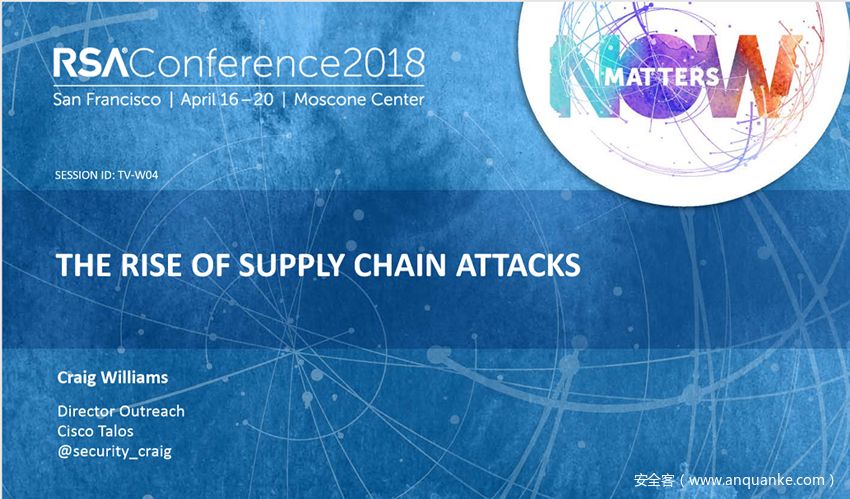 RSAConference2018
San Francisco | April 16–20 | Moscone Center
NOW
MATTERS
SESSION ID: TV-W04
THE RISE OF SUPPLY CHAIN ATTACKS
Craig Williams
Director Outreach
Cisco Talos
@security_craig
安全客（www.anquanke.com）